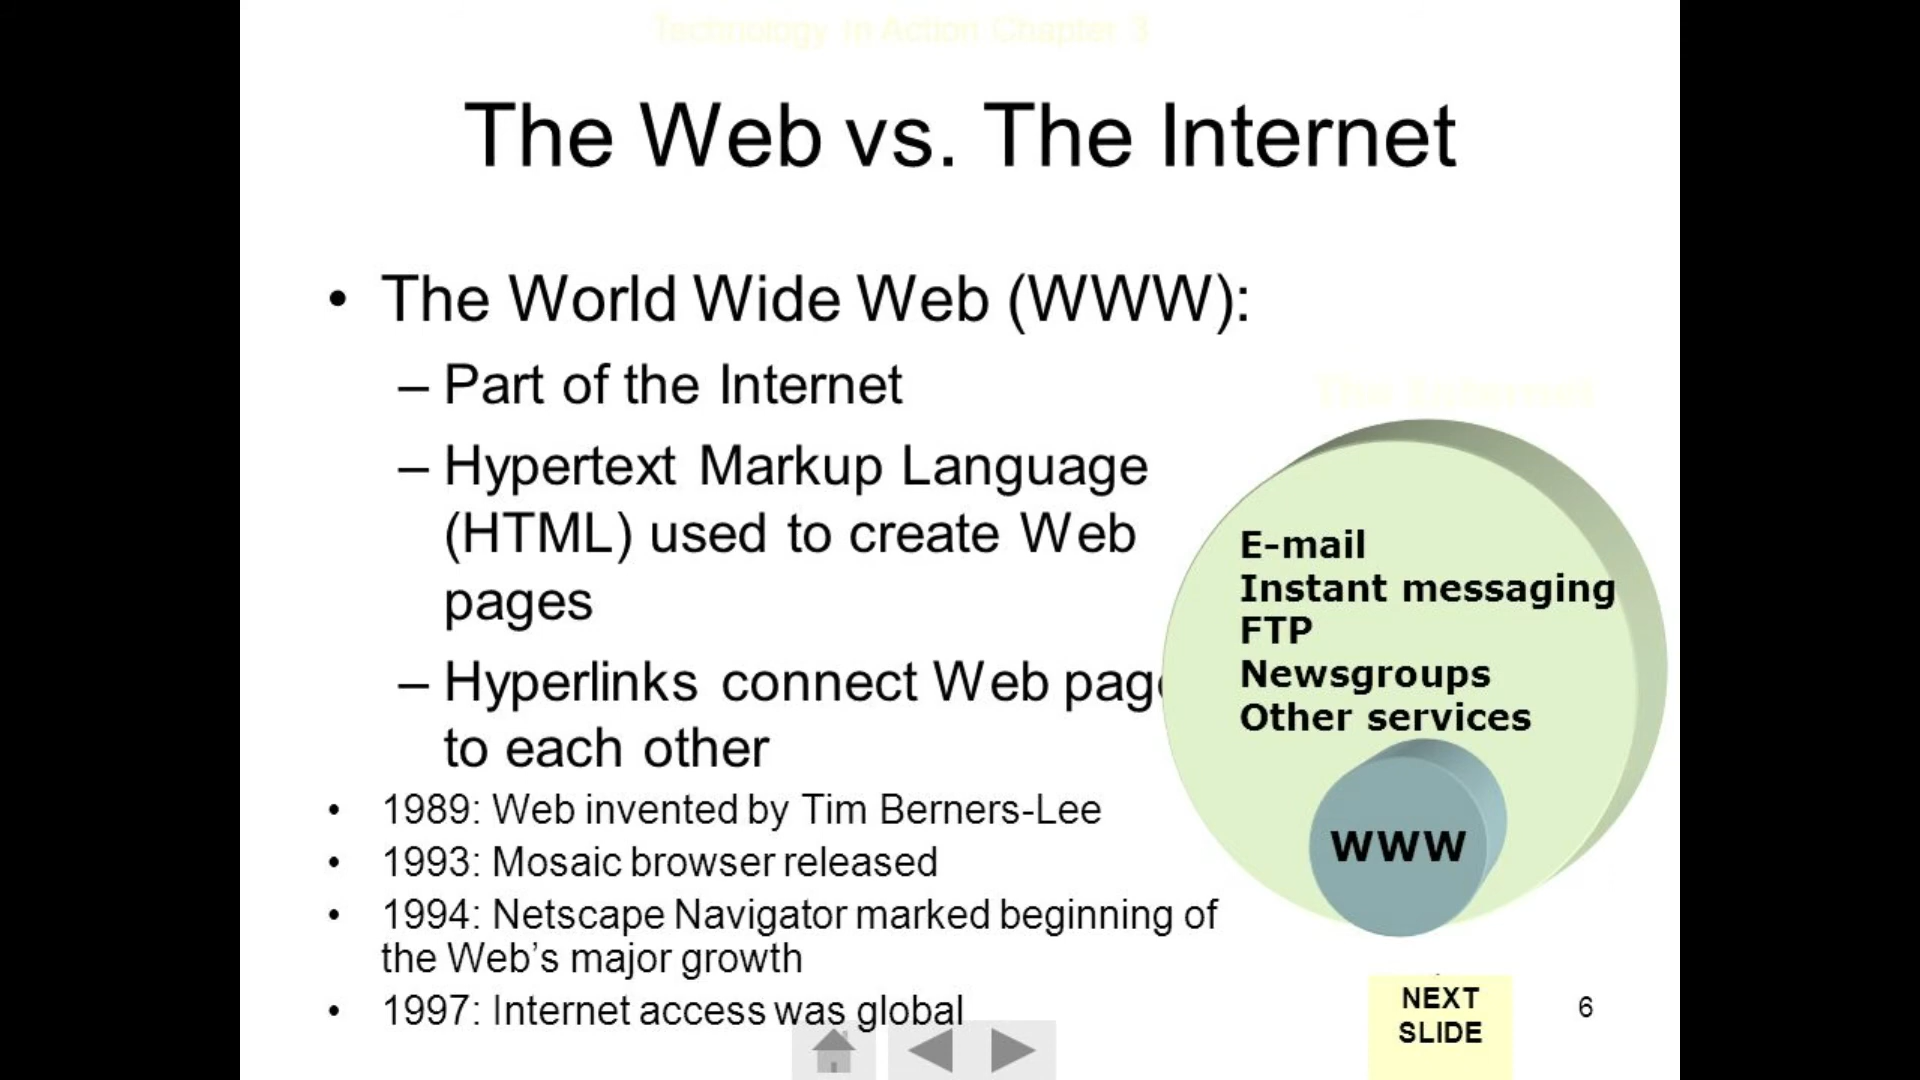 Technology In Action Chapter 3
The Web vs. The Internet
• The World Wide Web (WWW):
– Part of the Internet
– Hypertext Markup Language
(HTML) used to create Web
pages
– Hyperlinks connect Web pag
to each other
• 1989: Web invented by Tim Berners-Lee
• 1993: Mosaic browser released
• 1994: Netscape Navigator marked beginning of
the Web’s major growth
• 1997: Internet access was global
The Internet
E-mail
Instant messaging
FTP
Newsgroups
Other services
WWW
NEXT
SLIDE
6